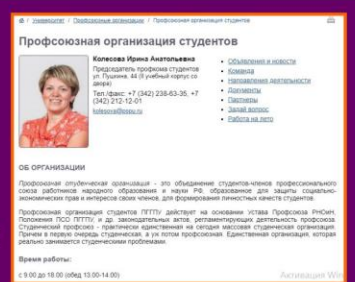 / Университет / Профсоюзные организации / Профсоюзная организация студентов
Профсоюзная организация студентов
Колесова Ирина Анатольевна
Председатель профкома студентов
ул. Пушкина, 44 (II учебный корпус со
двора)
Тел./факс: +7 (342) 238-63-35, +7
(342) 212-12-01
kolesova@pspu.ru
Объявления и новости
Команда
Направления деятельности
Документы
Партнеры
Задай вопрос
Работа на лето
ОБ ОРГАНИЗАЦИИ
Профсоюзная студенческая организация - это объединение студентов-членов профессионального
союза работников народного образования и науки РФ, образованное для защиты социально-
экономических прав и интересов своих членов, для формирования личностных качеств студентов.
Профсоюзная организация студентов ПГГПУ действует на основании Устава Профсоюза РНОиН,
Положения ПСО ПГГПУ и др. законодательных актов, регламентирующих деятельность профсоюза.
Студенческий профсоюз - практически единственная на сегодня массовая студенческая организация.
Причем в первую очередь студенческая, а уж потом профсоюзная. Единственная организация, которая
реально занимается студенческими проблемами.
Время работы:
с 9.00 до 18.00 (обед 13.00-14.00)
Активация Win